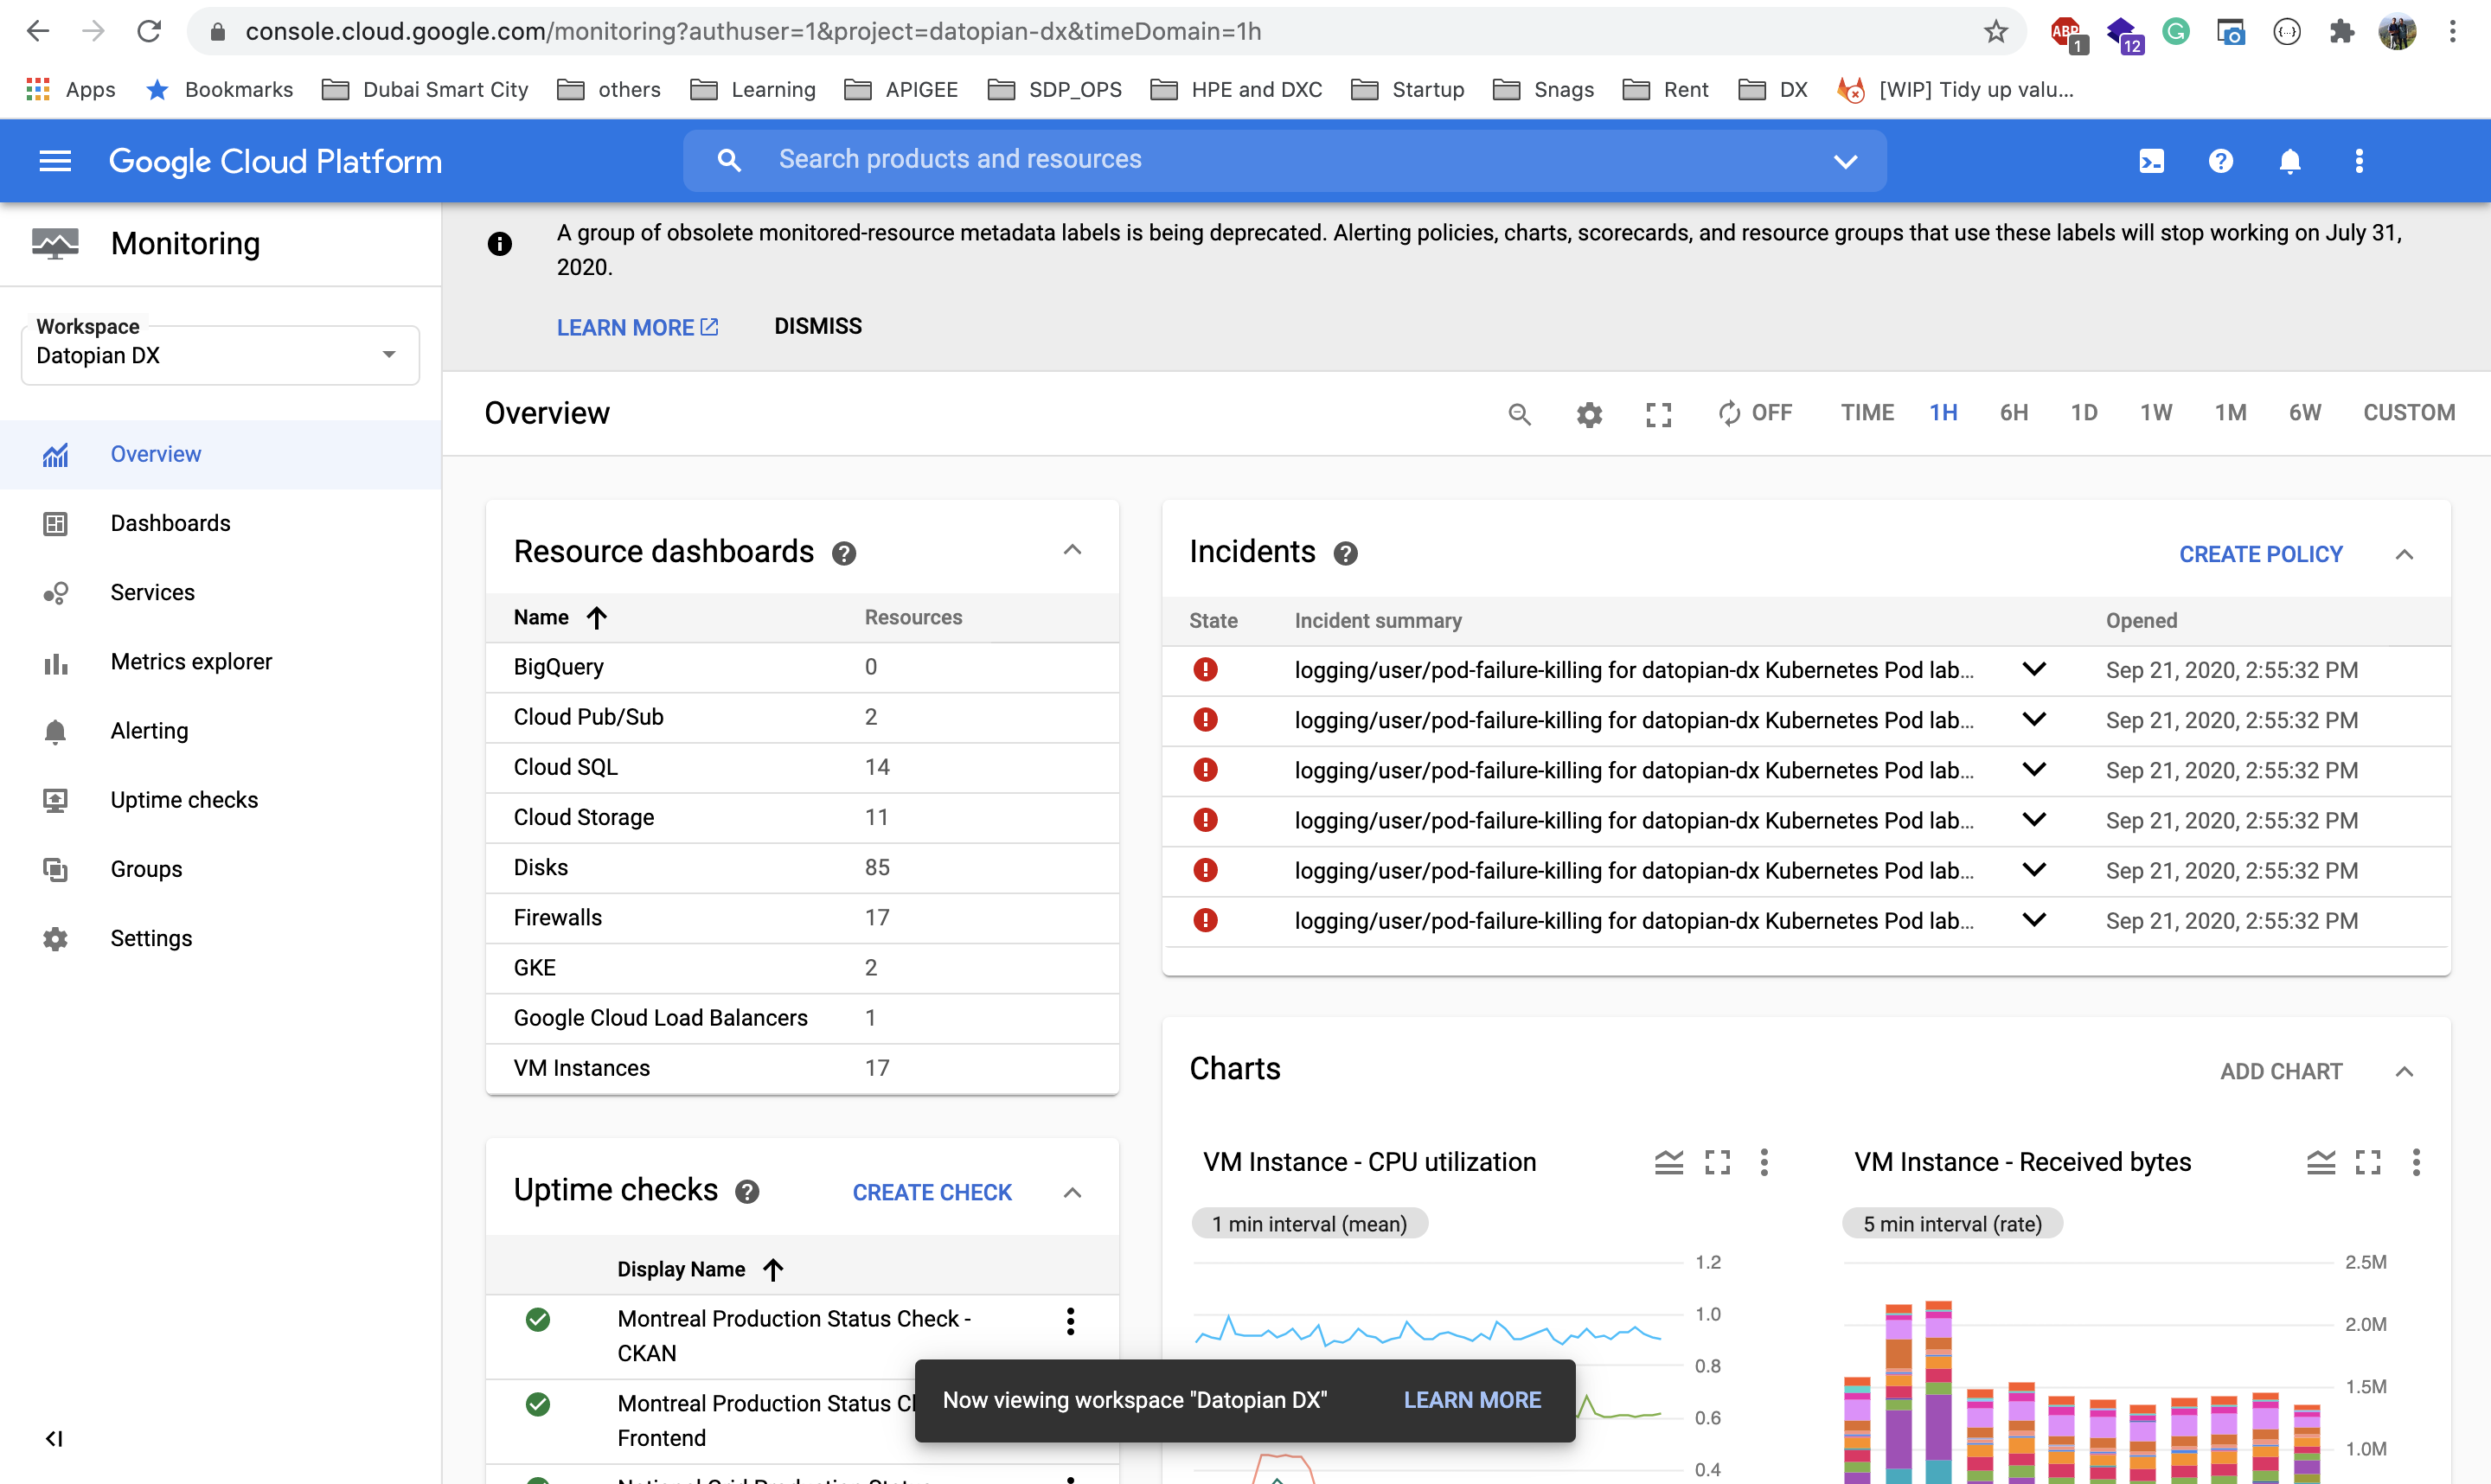 console.cloud.google.com/monitoring?authuser=1&project=datopian-dx&timeDomain=1h
ABP
1
12
G
{···}
Apps
Bookmarks
Dubai Smart City
others
Learning
APIGEE
SDP_OPS
HPE and DXC
Startup
Snags
Rent
DX
[WIP] Tidy up valu...
Google Cloud Platform
Search products and resources
Monitoring
Workspace
Datopian DX
Overview
Dashboards
Services
Metrics explorer
Alerting
Uptime checks
Groups
Settings
A group of obsolete monitored-resource metadata labels is being deprecated. Alerting policies, charts, scorecards, and resource groups that use these labels will stop working on July 31,
2020.
LEARN MORE
DISMISS
Overview
OFF
TIME
1H
6H
1D
1W
1M
6W
CUSTOM
Resource dashboards
Name
Resources
BigQuery 0
Cloud Pub/Sub 2
Cloud SQL 14
Cloud Storage 11
Disks 85
Firewalls 17
GKE 2
Google Cloud Load Balancers 1
VM Instances 17
Uptime checks
CREATE CHECK
Display Name
Montreal Production Status Check -
CKAN
Montreal Production Status
Frontend
Incidents
CREATE POLICY
State Incident summary Opened
logging/user/pod-failure-killing for datopian-dx Kubernetes Pod lab... Sep 21, 2020, 2:55:32 PM
logging/user/pod-failure-killing for datopian-dx Kubernetes Pod lab... Sep 21, 2020, 2:55:32 PM
logging/user/pod-failure-killing for datopian-dx Kubernetes Pod lab... Sep 21, 2020, 2:55:32 PM
logging/user/pod-failure-killing for datopian-dx Kubernetes Pod lab... Sep 21, 2020, 2:55:32 PM
logging/user/pod-failure-killing for datopian-dx Kubernetes Pod lab... Sep 21, 2020, 2:55:32 PM
logging/user/pod-failure-killing for datopian-dx Kubernetes Pod lab... Sep 21, 2020, 2:55:32 PM
Charts
ADD CHART
VM Instance - CPU utilization
1 min interval (mean)
1.2
1.0
0.8
0.6
0.4
VM Instance - Received bytes
5 min interval (rate)
2.5M
2.0M
1.5M
1.0M
Now viewing workspace "Datopian DX"
LEARN MORE